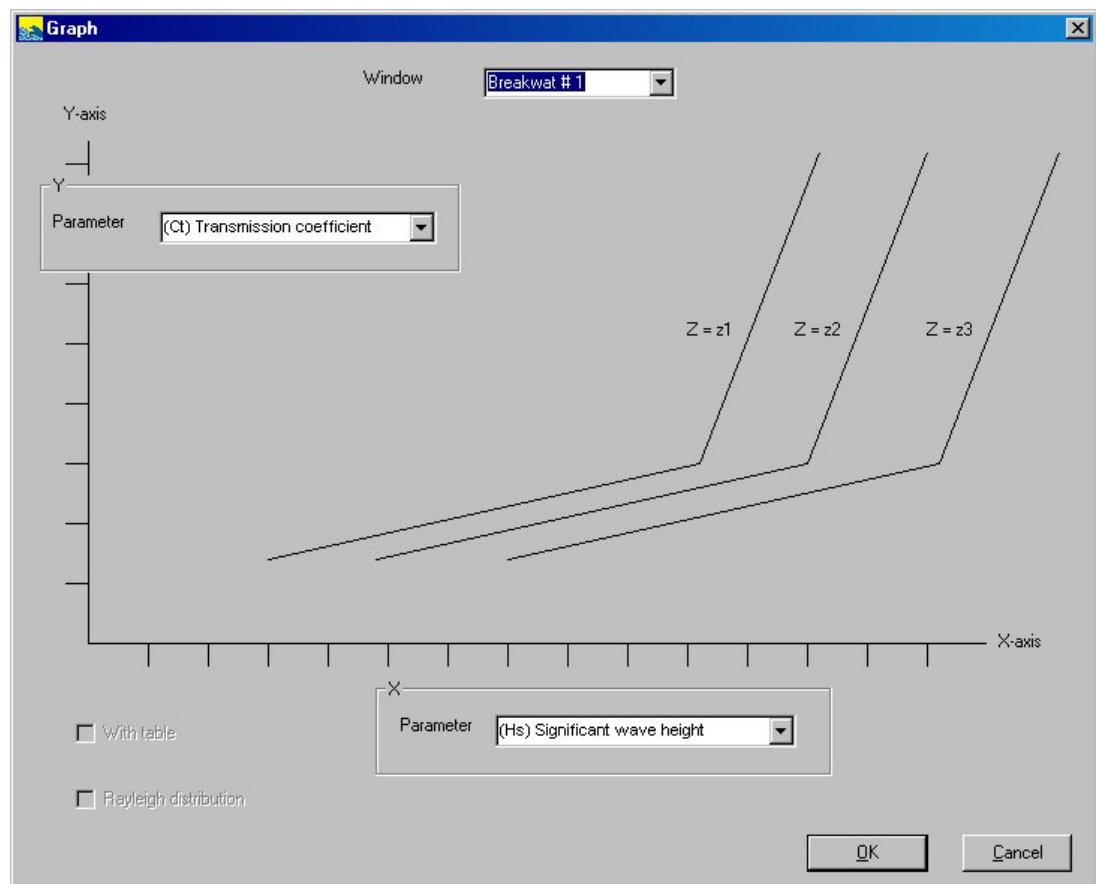 Graph
Window
Breakwat # 1
Y-axis
Y
Parameter
(Ct) Transmission coefficient
Z = z1
Z = z2
Z = z3
X-axis
X
Parameter
(Hs) Significant wave height
With table
Rayleigh distribution
OK
Cancel